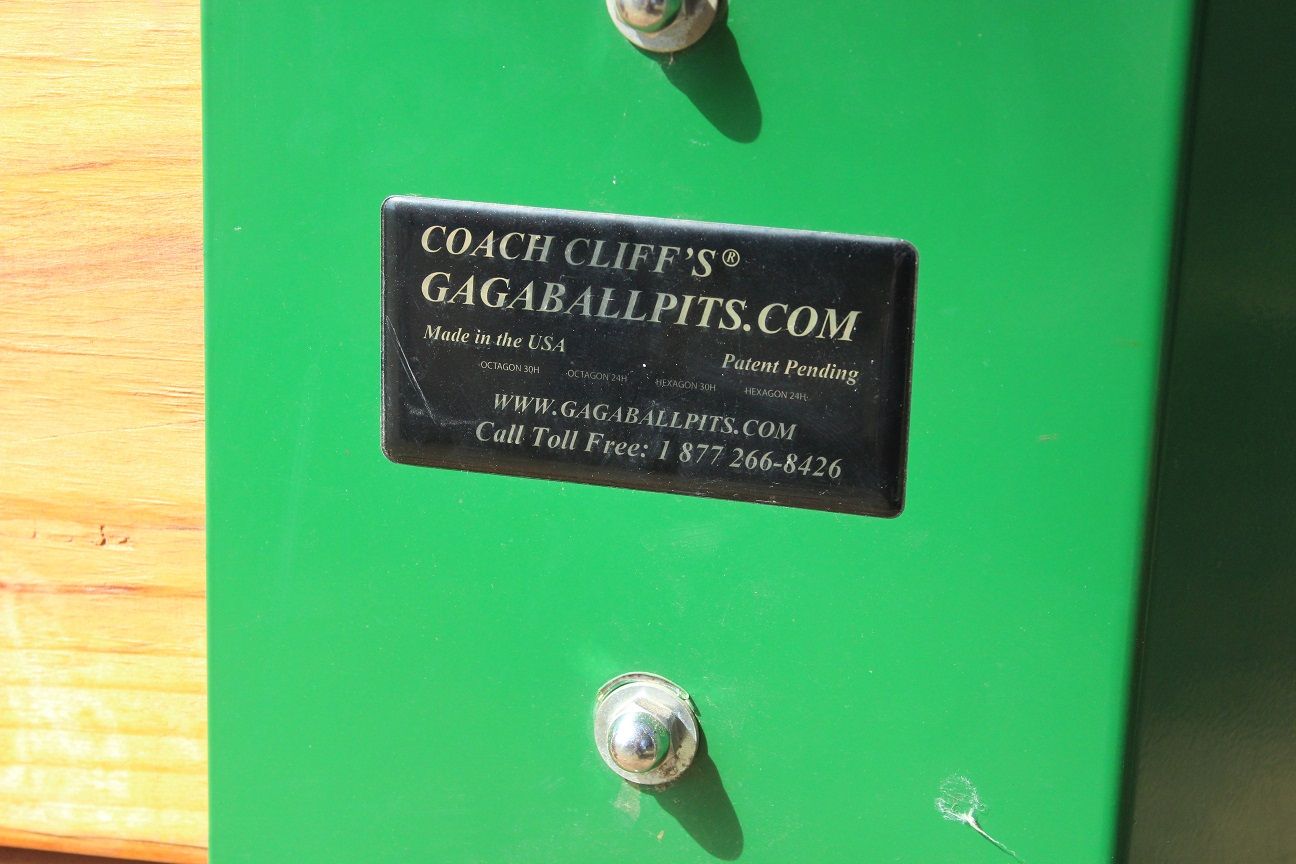 COACH CLIFF'S®
GAGABALLPITS.COM
Made in the USA
Patent Pending
OCTAGON 30H OCTAGON 24H HEXAGON 30H HEXAGON 24H
WWW.GAGABALLPITS.COM
Call Toll Free: 1 877 266-8426